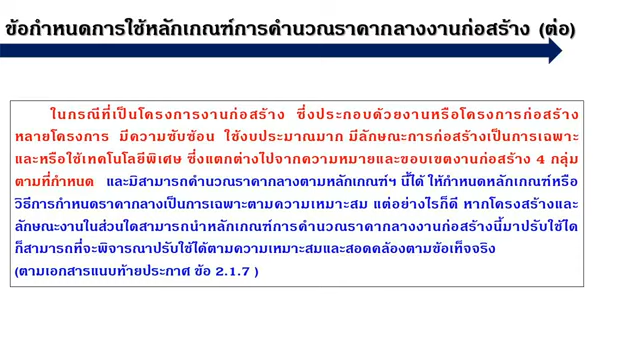 ข้อกำหนดการใช้หลักเกณฑ์การคำนวณราคากลางงานก่อสร้าง (ต่อ)
ในกรณีที่เป็นโครงการงานก่อสร้าง ซึ่งประกอบด้วยงานหรือโครงการก่อสร้าง
หลายโครงการ มีความซับซ้อน ใช้งบประมาณมาก มีลักษณะการก่อสร้างเป็นการเฉพาะ
และหรือใช้เทคโนโลยีพิเศษ ซึ่งแตกต่างไปจากความหมายและขอบเขตงานก่อสร้าง 4 กลุ่ม
ตามที่กำหนด และมิสามารถคำนวณราคากลางตามหลักเกณฑ์ฯ นี้ได้ ให้กำหนดหลักเกณฑ์หรือ
วิธีการกำหนดราคากลางเป็นการเฉพาะตามความเหมาะสม แต่อย่างไรก็ดี หากโครงสร้างและ
ลักษณะงานในส่วนใดสามารถนำหลักเกณฑ์การคำนวณราคากลางงานก่อสร้างนี้มาปรับใช้ได้
ก็สามารถที่จะพิจารณาปรับใช้ได้ตามความเหมาะสมและสอดคล้องตามข้อเท็จจริง
(ตามเอกสารแนบท้ายประกาศ ข้อ 2.1.7 )